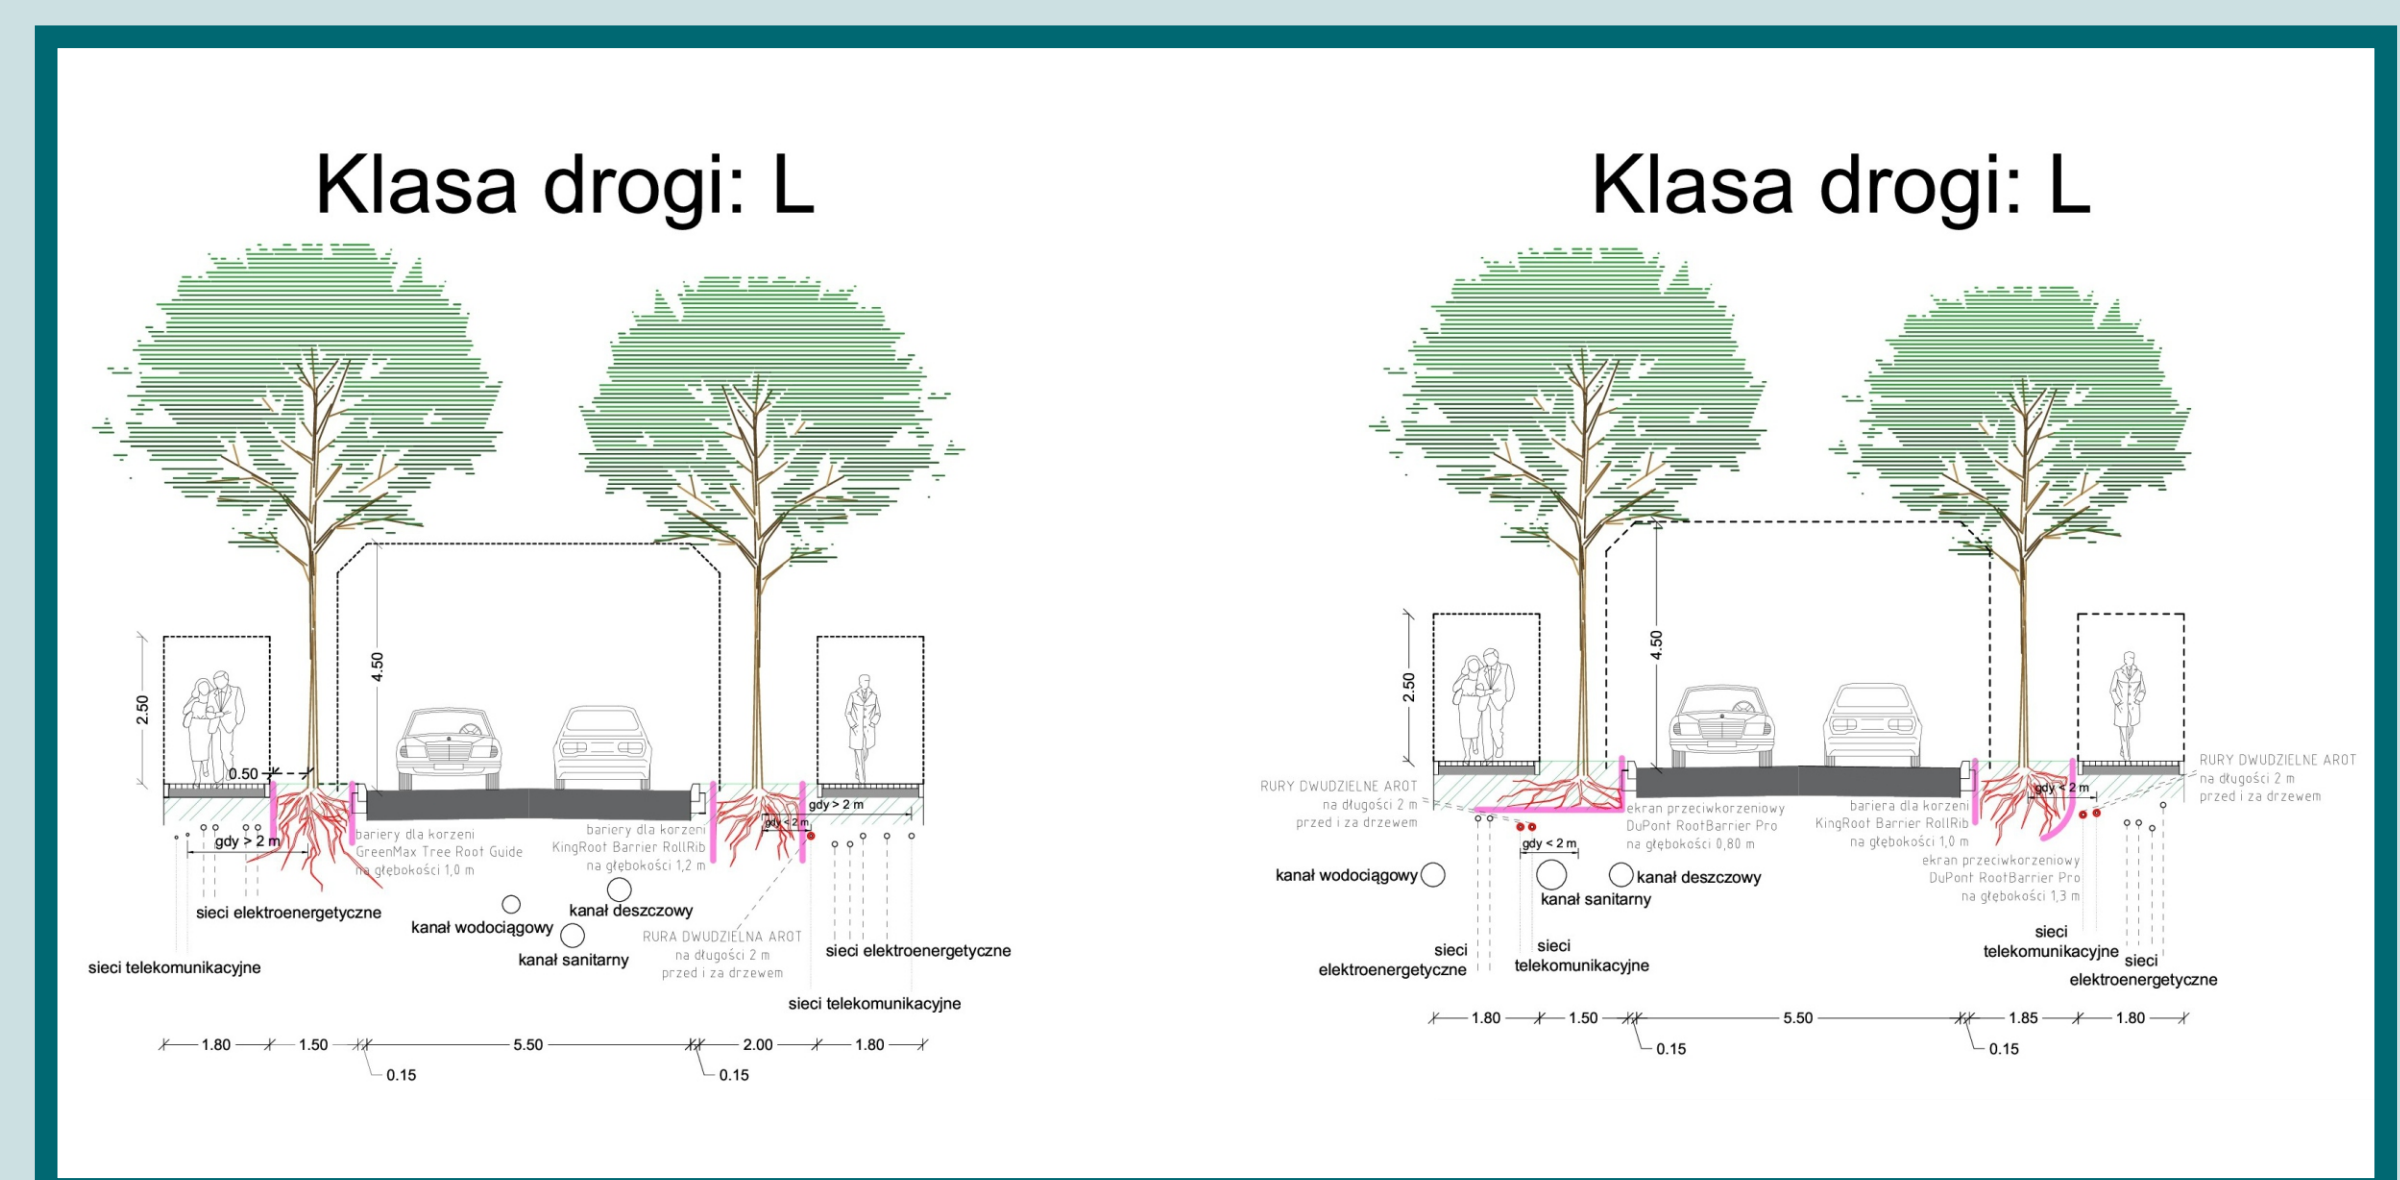 Klasa drogi: L
4.50
2.50
0.50
gdy > 2 m
gdy < 2 m
gdy > 2 m
bariery dla korzeni
GreenMax Tree Root Guide
na głębokości 1,0 m
bariery dla korzeni
KingRoot Barrier RollRib
na głębokości 1,2 m
sieci elektroenergetyczne
kanał wodociągowy
kanał deszczowy
kanał sanitarny
RURA DWUDZIELNA AROT
na długości 2 m
przed i za drzewem
sieci elektroenergetyczne
sieci telekomunikacyjne
sieci telekomunikacyjne
1.80
1.50
5.50
2.00
1.80
0.15
0.15
Klasa drogi: L
4.50
2.50
RURY DWUDZIELNE AROT
na długości 2 m
przed i za drzewem
RURY DWUDZIELNE AROT
na długości 2 m
przed i za drzewem
gdy < 2 m
ekran przeciwkorzeniowy
DuPont RootBarrier Pro
na głębokości 0,80 m
bariera dla korzeni
KingRoot Barrier RollRib
na głębokości 1,0 m
gdy < 2 m
ekran przeciwkorzeniowy
DuPont RootBarrier Pro
na głębokości 1,3 m
kanał wodociągowy
kanał deszczowy
kanał sanitarny
sieci
elektroenergetyczne
sieci
telekomunikacyjne
sieci
telekomunikacyjne
sieci
elektroenergetyczne
1.80
1.50
5.50
1.85
1.80
0.15
0.15